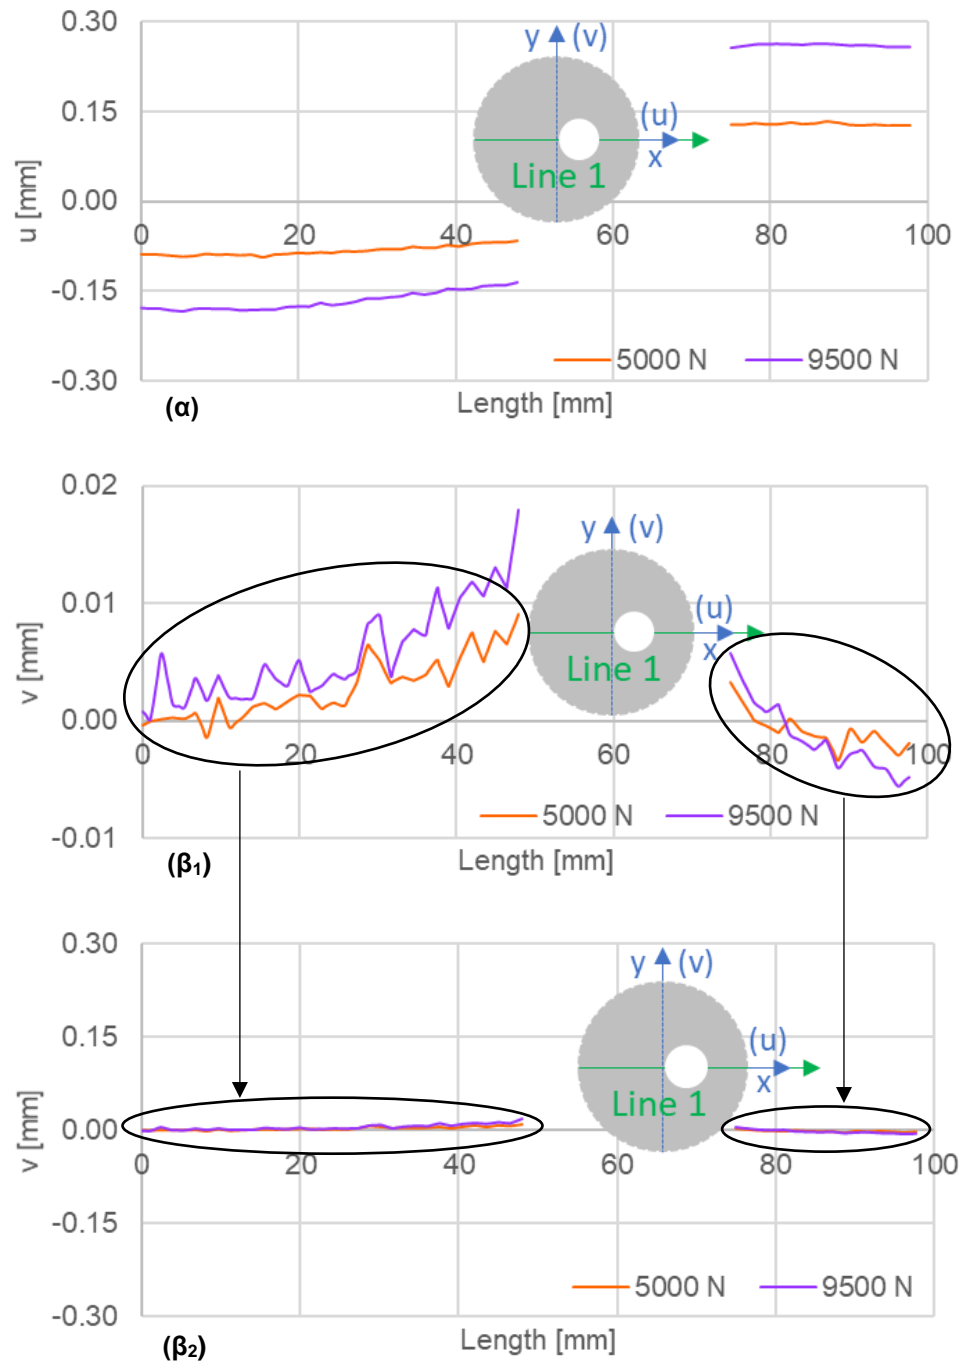 0.30
y (v)
0.15
(u)
x
Line 1
0.00
u [mm]
0 20 40 60 80 100
-0.15
5000 N 9500 N
-0.30
(α) Length [mm]
0.02
y (v)
0.01
(u)
x
Line 1
v [mm]
0.00
0 20 40 60 80 100
5000 N 9500 N
-0.01
(β₁) Length [mm]
0.30
y (v)
0.15
(u)
x
Line 1
v [mm]
0.00
0 20 40 60 80 100
-0.15
5000 N 9500 N
-0.30
(β₂) Length [mm]